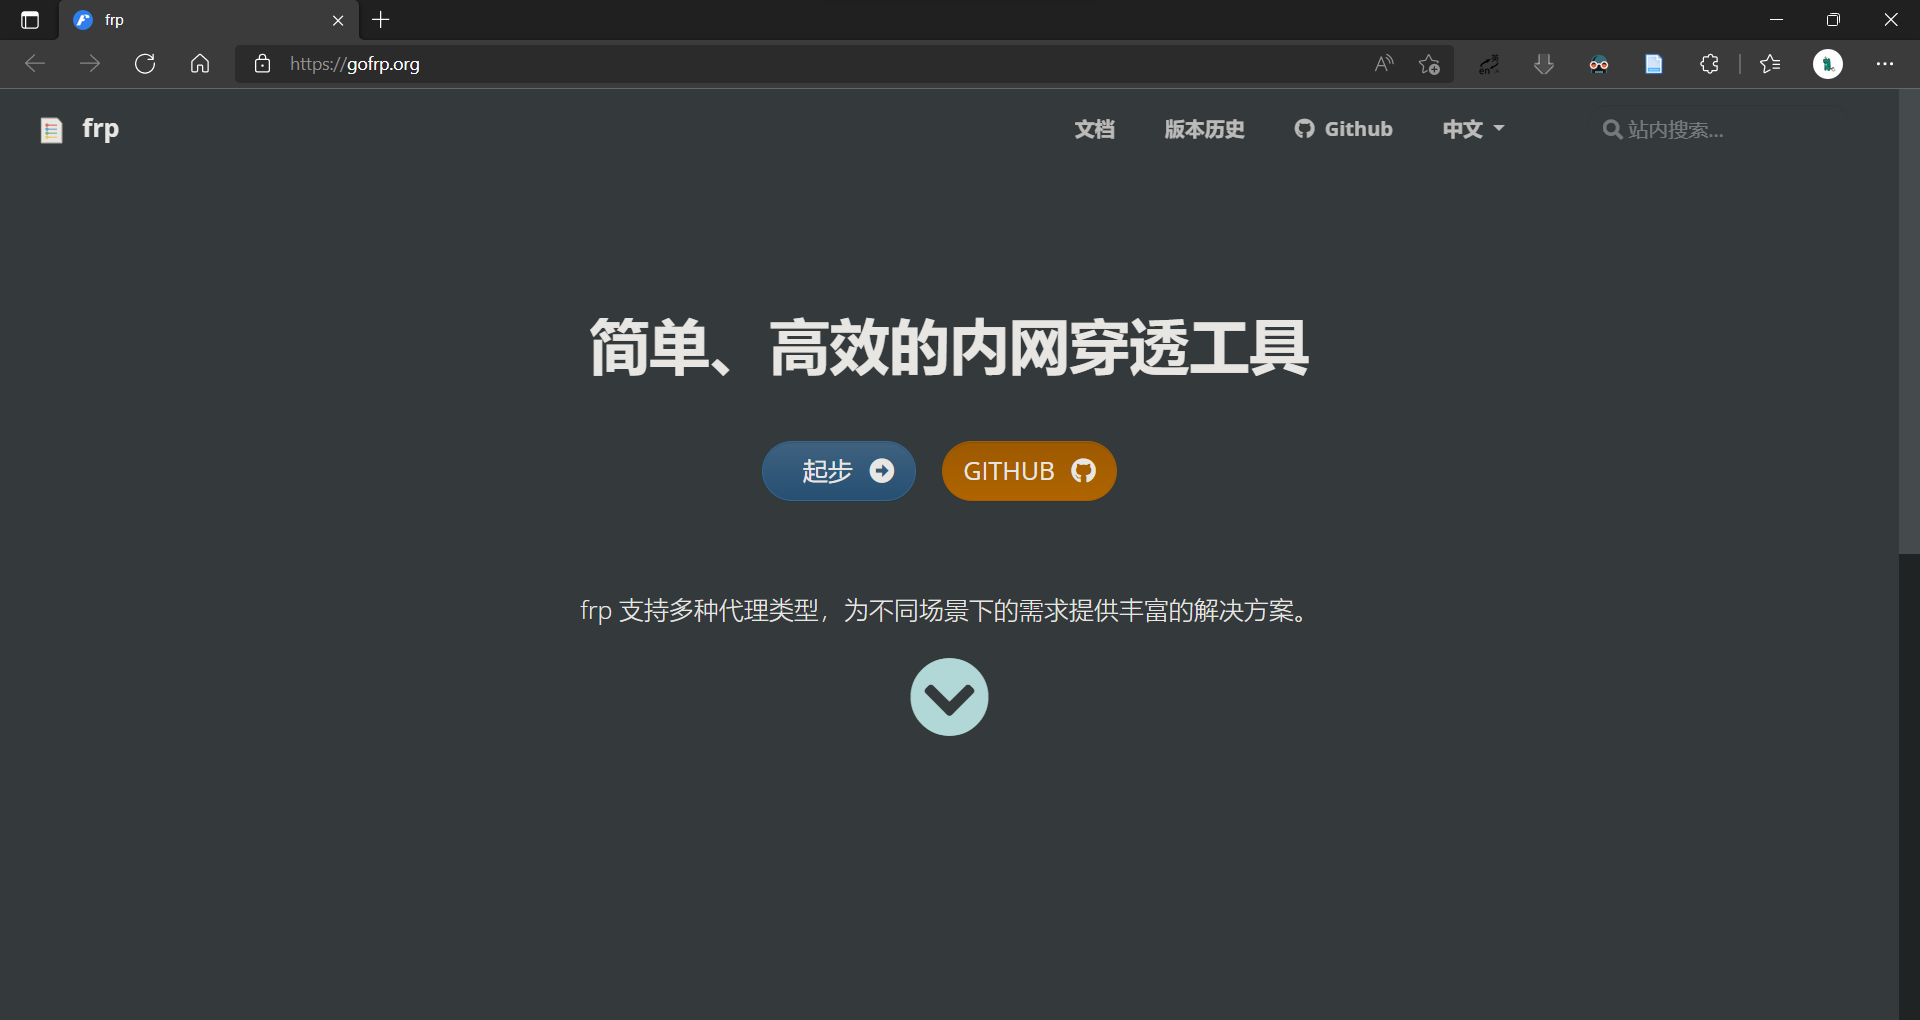 frp
https://gofrp.org
frp
文档 版本历史 Github 中文 站内搜索...
简单、高效的内网穿透工具
起步 GITHUB
frp 支持多种代理类型，为不同场景下的需求提供丰富的解决方案。